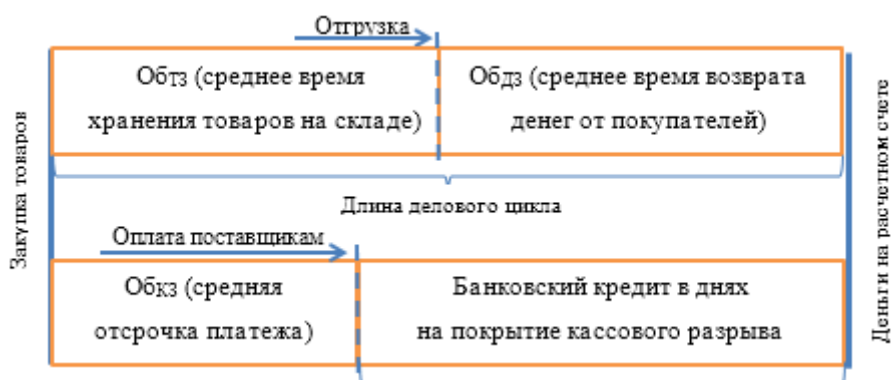 Отгрузка
ОбТЗ (среднее время
хранения товаров на складе)
ОбДЗ (среднее время возврата
денег от покупателей)
Закупка товаров
Деньги на расчетном счете
Длина делового цикла
Оплата поставщикам
ОбКЗ (средняя
отсрочка платежа)
Банковский кредит в днях
на покрытие кассового разрыва